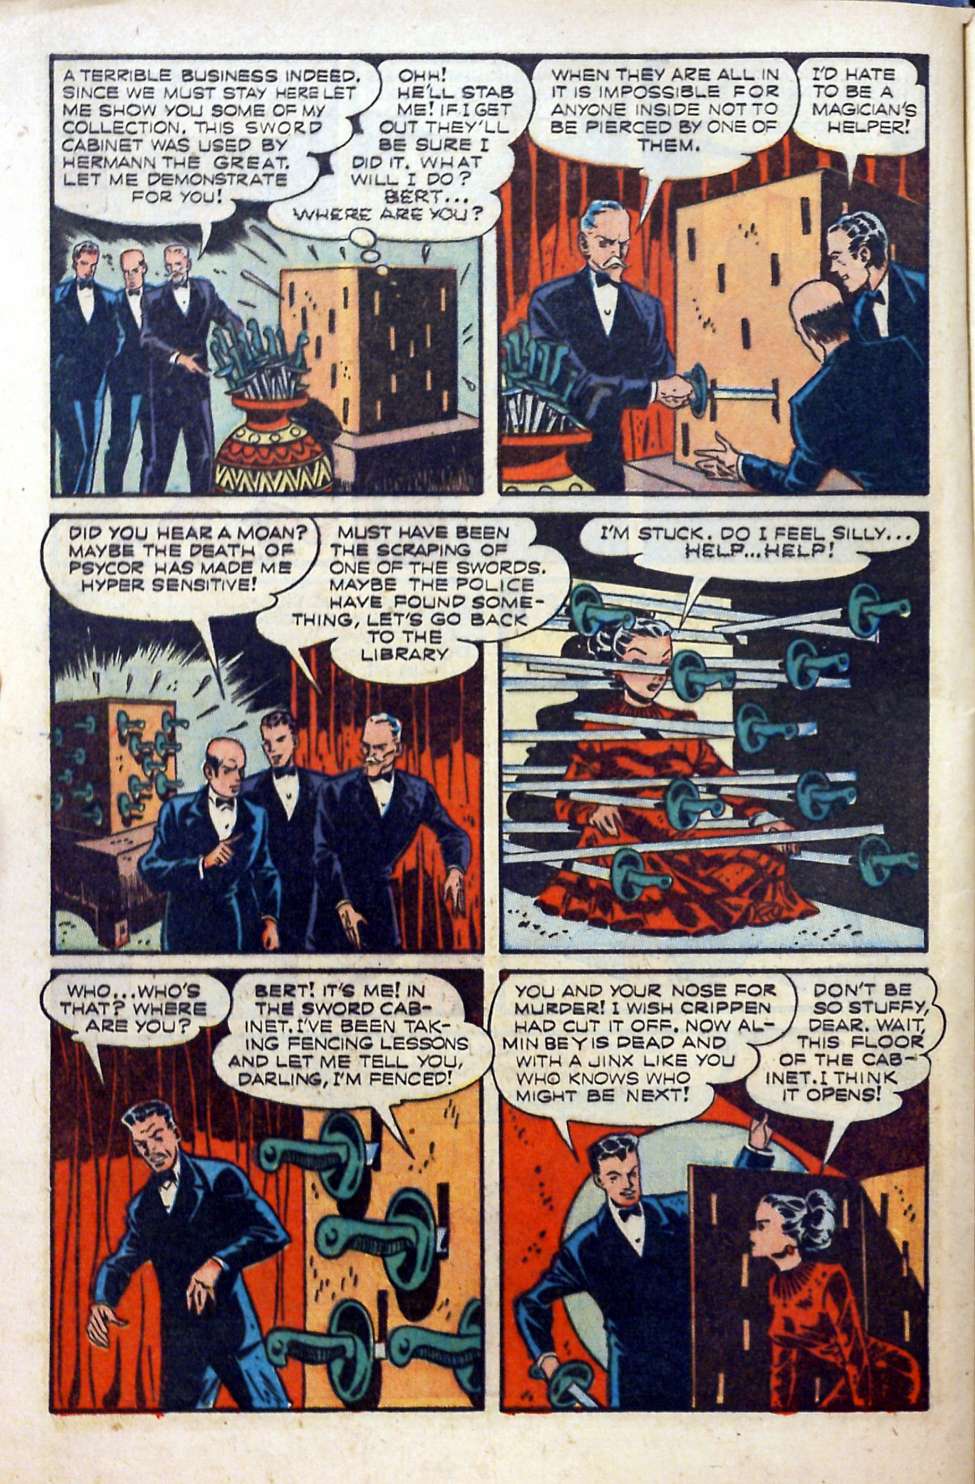 A TERRIBLE BUSINESS INDEED.
SINCE WE MUST STAY HERE LET
ME SHOW YOU SOME OF MY
COLLECTION. THIS SWORD
CABINET WAS USED BY
HERMANN THE GREAT.
LET ME DEMONSTRATE
FOR YOU!
OHH!
HE'LL STAB
ME! IF I GET
OUT THEY'LL
BE SURE I
DID IT. WHAT
WILL I DO?
BERT...
WHERE ARE YOU?
WHEN THEY ARE ALL IN
IT IS IMPOSSIBLE FOR
ANYONE INSIDE NOT TO
BE PIERCED BY ONE OF
THEM.
I'D HATE
TO BE A
MAGICIAN'S
HELPER!
DID YOU HEAR A MOAN?
MAYBE THE DEATH OF
PSYCOR HAS MADE ME
HYPER SENSITIVE!
MUST HAVE BEEN
THE SCRAPING OF
ONE OF THE SWORDS.
MAYBE THE POLICE
HAVE FOUND SOME-
THING, LET'S GO BACK
TO THE
LIBRARY
I'M STUCK. DO I FEEL SILLY...
HELP...HELP!
WHO...WHO'S
THAT? WHERE
ARE YOU?
BERT! IT'S ME! IN
THE SWORD CAB-
INET. I'VE BEEN TAK-
ING FENCING LESSONS
AND LET ME TELL YOU,
DARLING, I'M FENCED!
YOU AND YOUR NOSE FOR
MURDER! I WISH CRIPPEN
HAD CUT IT OFF. NOW AL-
MIN BEY IS DEAD AND
WITH A JINX LIKE YOU
WHO KNOWS WHO
MIGHT BE NEXT!
DON'T BE
SO STUFFY,
DEAR. WAIT,
THIS FLOOR
OF THE CAB-
INET. I THINK
IT OPENS!